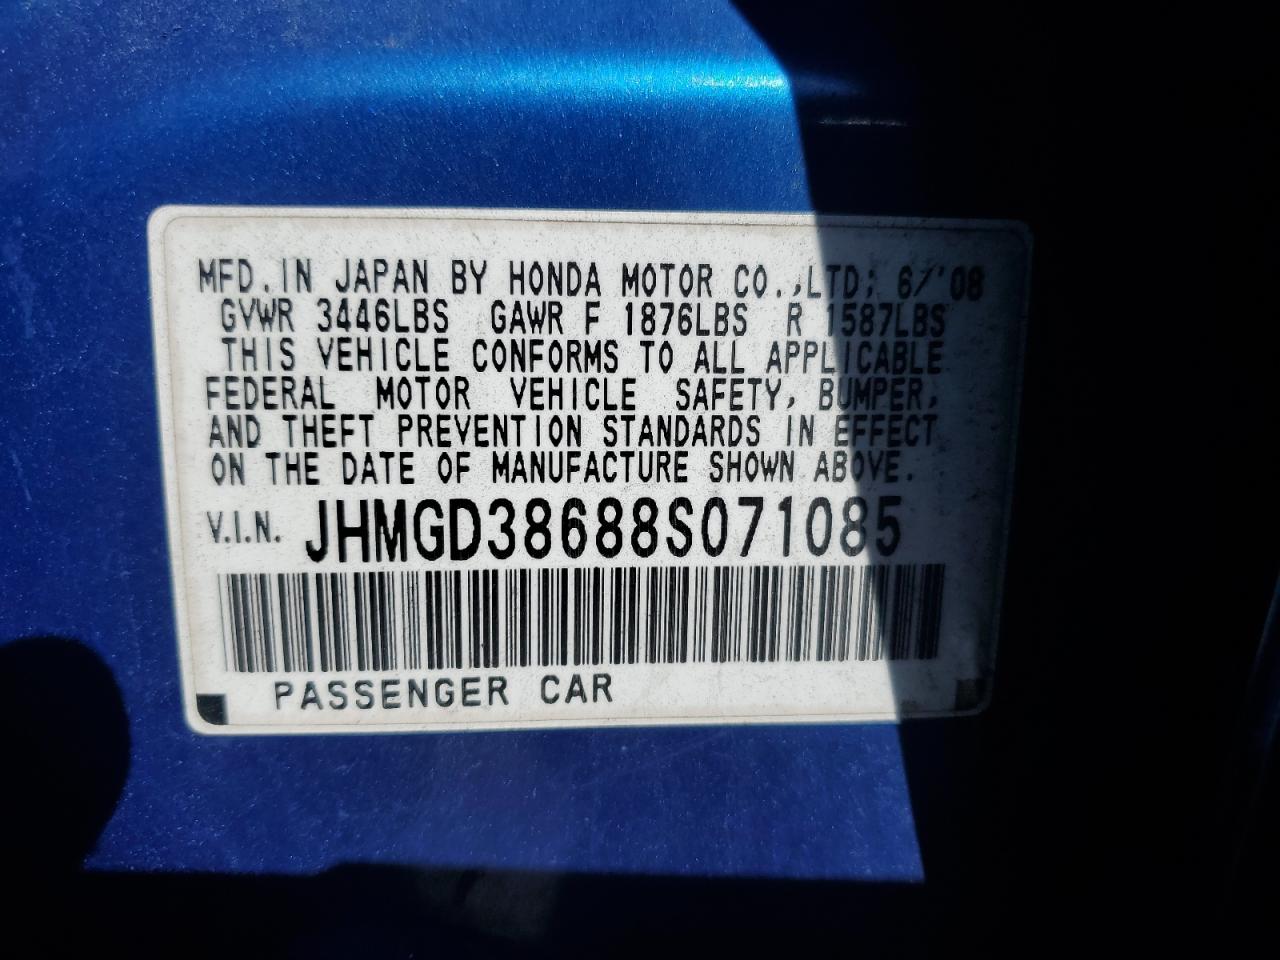 MFD. IN JAPAN BY HONDA MOTOR CO., LTD; 6/'08
GVWR 3446LBS GAWR F 1876LBS R 1587LBS
THIS VEHICLE CONFORMS TO ALL APPLICABLE
FEDERAL MOTOR VEHICLE SAFETY, BUMPER,
AND THEFT PREVENTION STANDARDS IN EFFECT
ON THE DATE OF MANUFACTURE SHOWN ABOVE.
V.I.N. JHMGD38688S071085
PASSENGER CAR